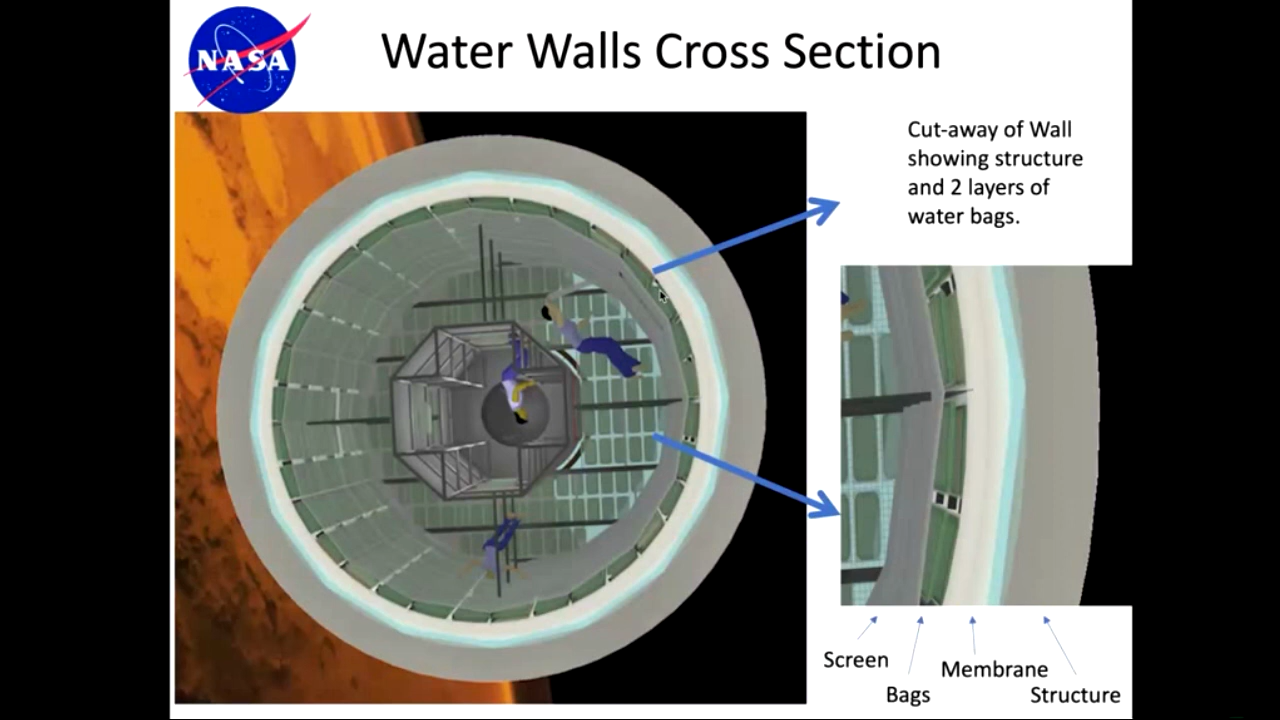 NASA
Water Walls Cross Section
Cut-away of Wall
showing structure
and 2 layers of
water bags.
Screen
Bags
Membrane
Structure